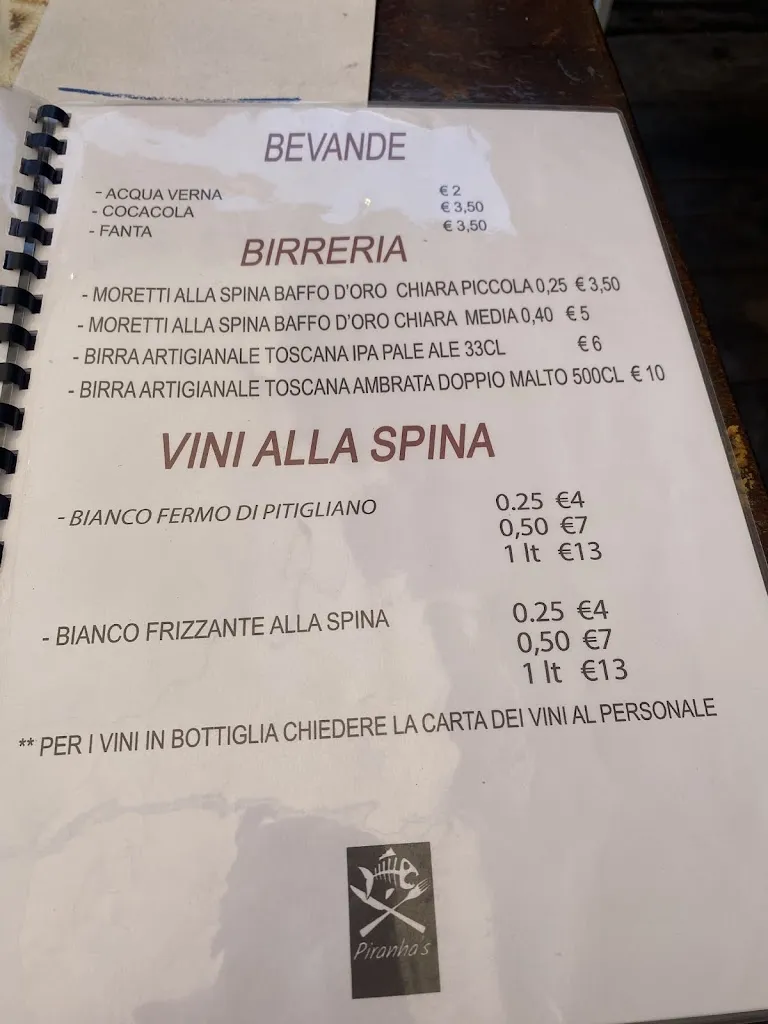 BEVANDE
- ACQUA VERNA € 2
- COCACOLA € 3,50
- FANTA € 3,50
BIRRERIA
- MORETTI ALLA SPINA BAFFO D'ORO CHIARA PICCOLA 0,25 € 3,50
- MORETTI ALLA SPINA BAFFO D'ORO CHIARA MEDIA 0,40 € 5
- BIRRA ARTIGIANALE TOSCANA IPA PALE ALE 33CL € 6
- BIRRA ARTIGIANALE TOSCANA AMBRATA DOPPIO MALTO 500CL € 10
VINI ALLA SPINA
- BIANCO FERMO DI PITIGLIANO 0.25 €4
0,50 €7
1 lt €13
- BIANCO FRIZZANTE ALLA SPINA 0.25 €4
0,50 €7
1 lt €13
** PER I VINI IN BOTTIGLIA CHIEDERE LA CARTA DEI VINI AL PERSONALE
Piranha's